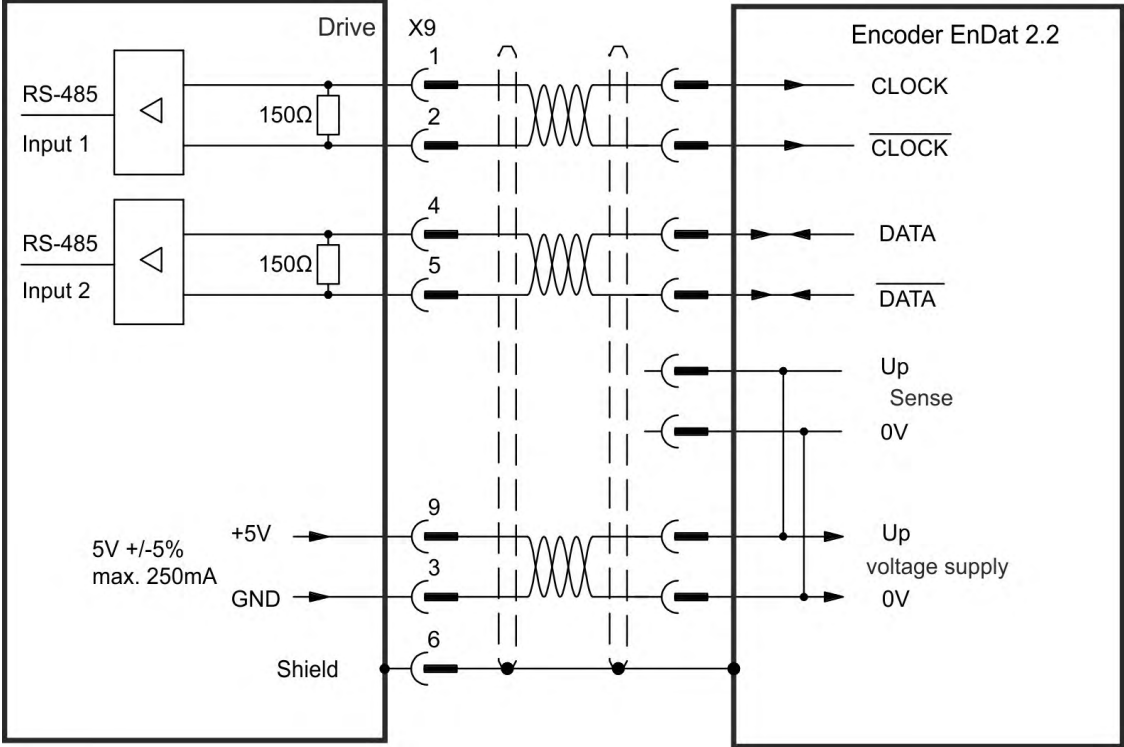 Drive
X9
Encoder EnDat 2.2
1
CLOCK
RS-485
150Ω
2
Input 1
CLOCK
4
DATA
RS-485
150Ω
5
Input 2
DATA
Up
Sense
0V
9
+5V
Up
5V +/-5%
max. 250mA
voltage supply
3
GND
0V
6
Shield